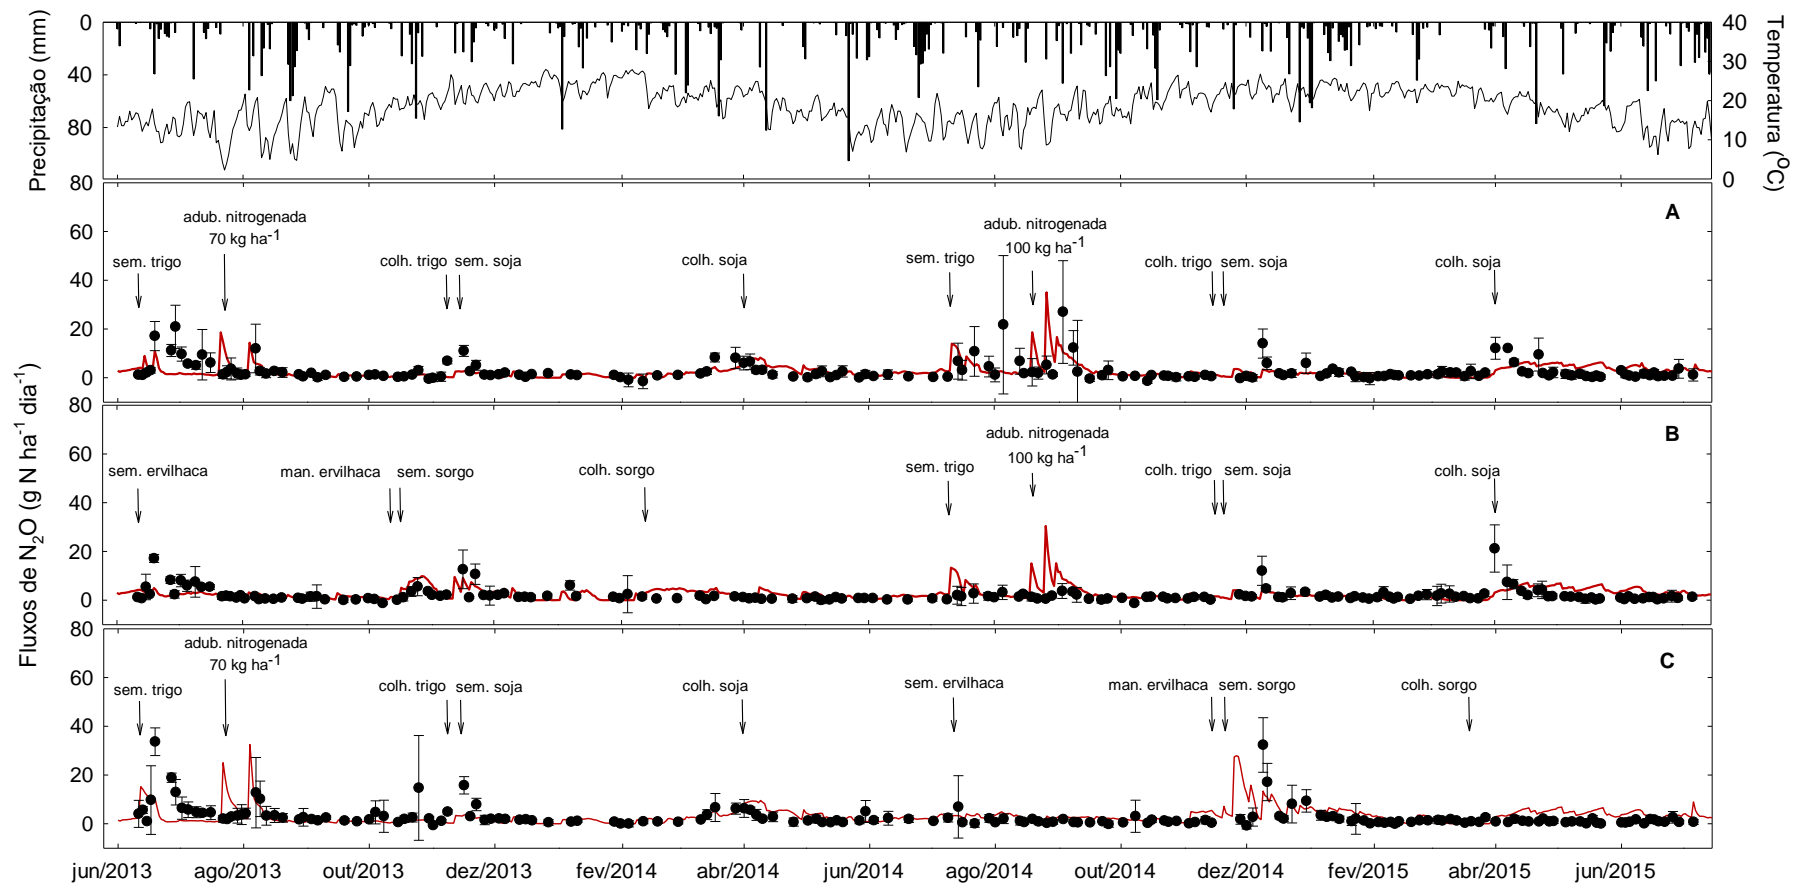 Precipitação (mm)
0
40
80
Temperatura (ºC)
40
30
20
10
0
Fluxos de N2O (g N ha-1 dia-1)
80
60
40
20
0
A
adub. nitrogenada
70 kg ha-1
sem. trigo
colh. trigo
sem. soja
colh. soja
sem. trigo
adub. nitrogenada
100 kg ha-1
colh. trigo
sem. soja
colh. soja
80
60
40
20
0
B
sem. ervilhaca
man. ervilhaca
sem. sorgo
colh. sorgo
sem. trigo
adub. nitrogenada
100 kg ha-1
colh. trigo
sem. soja
colh. soja
80
60
40
20
0
C
adub. nitrogenada
70 kg ha-1
sem. trigo
colh. trigo
sem. soja
colh. soja
sem. ervilhaca
man. ervilhaca
sem. sorgo
colh. sorgo
jun/2013
ago/2013
out/2013
dez/2013
fev/2014
abr/2014
jun/2014
ago/2014
out/2014
dez/2014
fev/2015
abr/2015
jun/2015